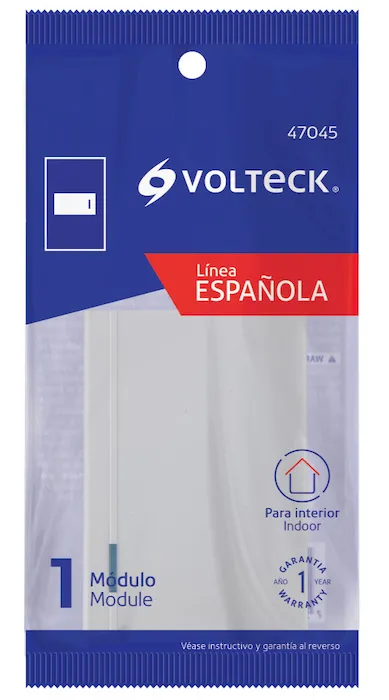 47045
VOLTECK®
Línea
ESPAÑOLA
Para interior
Indoor
1 Módulo
Module
GARANTÍA
AÑO 1 YEAR
WARRANTY
Véase instructivo y garantía al reverso